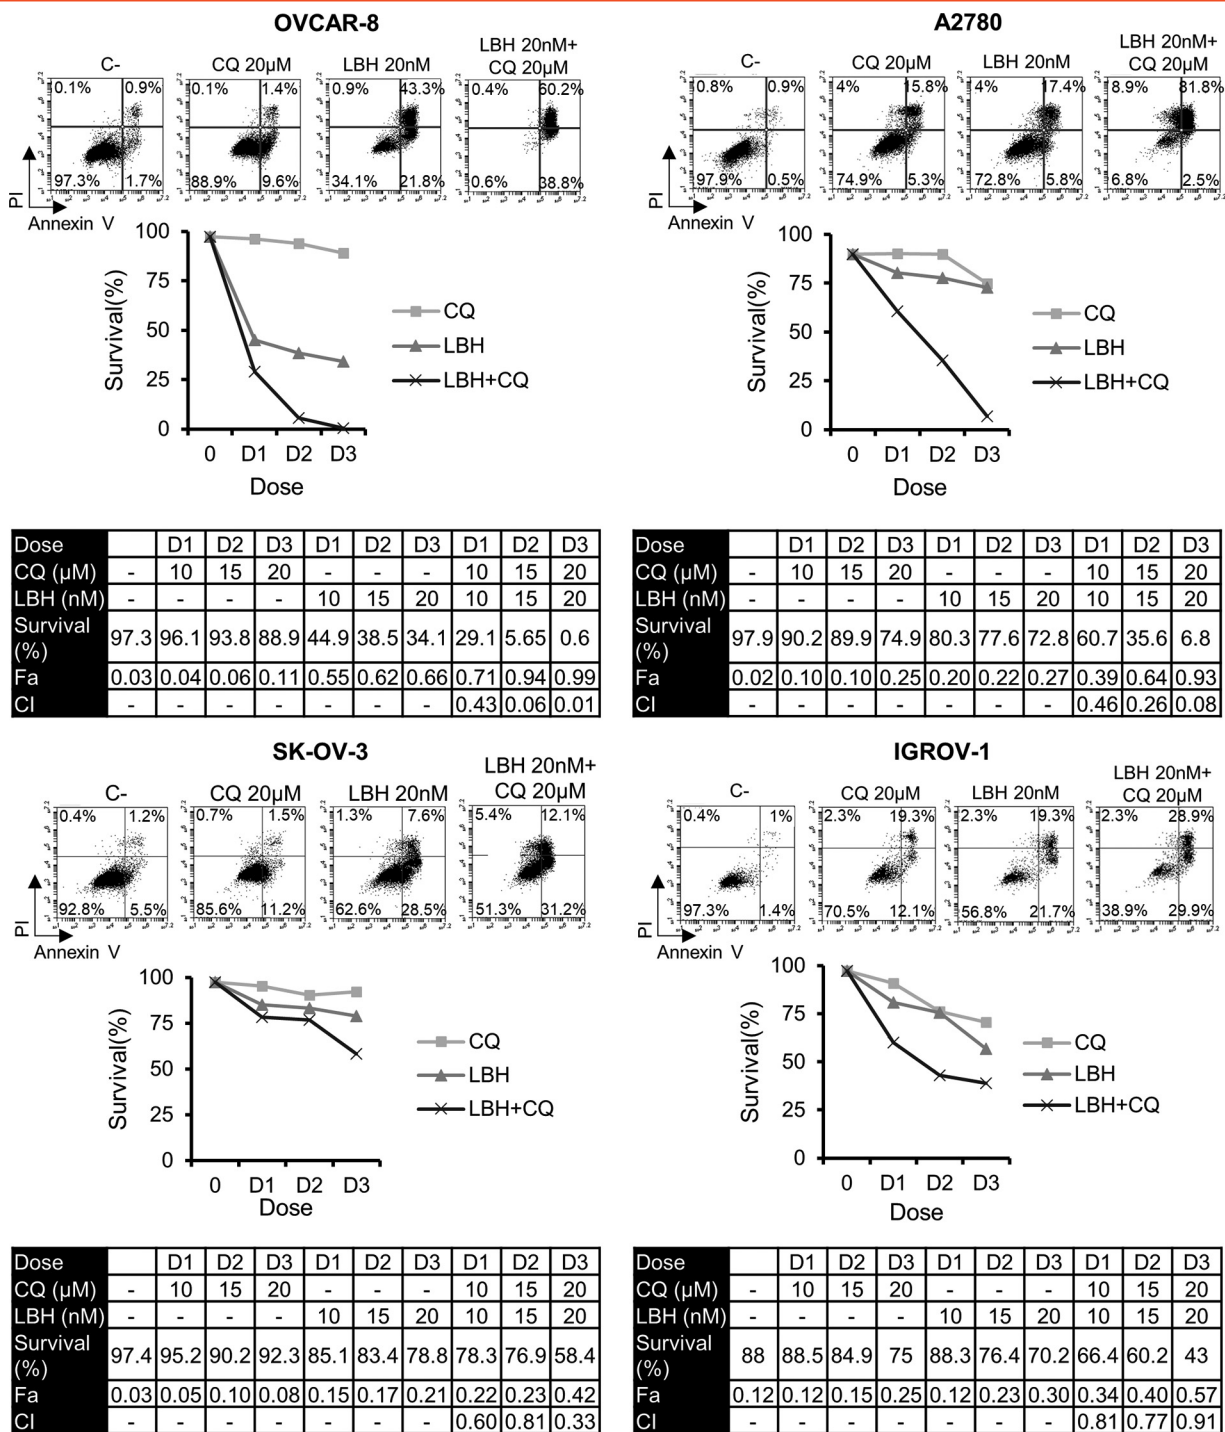 OVCAR-8
C-
CQ 20µM
LBH 20nM
LBH 20nM+
CQ 20µM
0.1% 0.9%
97.3% 1.7%
0.1% 1.4%
88.9% 9.6%
0.9% 43.3%
34.1% 21.8%
0.4% 60.2%
0.6% 38.8%
PI
Annexin V
Survival(%)
100
75
50
25
0
0 D1 D2 D3
Dose
CQ
LBH
LBH+CQ
Dose D1 D2 D3 D1 D2 D3 D1 D2 D3
CQ (µM) - 10 15 20 - - - 10 15 20
LBH (nM) - - - - 10 15 20 10 15 20
Survival
(%) 97.3 96.1 93.8 88.9 44.9 38.5 34.1 29.1 5.65 0.6
Fa 0.03 0.04 0.06 0.11 0.55 0.62 0.66 0.71 0.94 0.99
CI - - - - - - - 0.43 0.06 0.01
A2780
C-
CQ 20µM
LBH 20nM
LBH 20nM+
CQ 20µM
0.8% 0.9%
97.9% 0.5%
4% 15.8%
74.9% 5.3%
4% 17.4%
72.8% 5.8%
8.9% 81.8%
6.8% 2.5%
PI
Annexin V
Survival(%)
100
75
50
25
0
0 D1 D2 D3
Dose
CQ
LBH
LBH+CQ
Dose D1 D2 D3 D1 D2 D3 D1 D2 D3
CQ (µM) - 10 15 20 - - - 10 15 20
LBH (nM) - - - - 10 15 20 10 15 20
Survival
(%) 97.9 90.2 89.9 74.9 80.3 77.6 72.8 60.7 35.6 6.8
Fa 0.02 0.10 0.10 0.25 0.20 0.22 0.27 0.39 0.64 0.93
CI - - - - - - - 0.46 0.26 0.08
SK-OV-3
C-
CQ 20µM
LBH 20nM
LBH 20nM+
CQ 20µM
0.4% 1.2%
92.8% 5.5%
0.7% 1.5%
85.6% 11.2%
1.3% 7.6%
62.6% 28.5%
5.4% 12.1%
51.3% 31.2%
PI
Annexin V
Survival(%)
100
75
50
25
0
0 D1 D2 D3
Dose
CQ
LBH
LBH+CQ
Dose D1 D2 D3 D1 D2 D3 D1 D2 D3
CQ (µM) - 10 15 20 - - - 10 15 20
LBH (nM) - - - - 10 15 20 10 15 20
Survival
(%) 97.4 95.2 90.2 92.3 85.1 83.4 78.8 78.3 76.9 58.4
Fa 0.03 0.05 0.10 0.08 0.15 0.17 0.21 0.22 0.23 0.42
CI - - - - - - - 0.60 0.81 0.33
IGROV-1
C-
CQ 20µM
LBH 20nM
LBH 20nM+
CQ 20µM
0.4% 1%
97.3% 1.4%
2.3% 19.3%
70.5% 12.1%
2.3% 19.3%
56.8% 21.7%
2.3% 28.9%
38.9% 29.9%
PI
Annexin V
Survival(%)
100
75
50
25
0
0 D1 D2 D3
Dose
CQ
LBH
LBH+CQ
Dose D1 D2 D3 D1 D2 D3 D1 D2 D3
CQ (µM) - 10 15 20 - - - 10 15 20
LBH (nM) - - - - 10 15 20 10 15 20
Survival
(%) 88 88.5 84.9 75 88.3 76.4 70.2 66.4 60.2 43
Fa 0.12 0.12 0.15 0.25 0.12 0.23 0.30 0.34 0.40 0.57
CI - - - - - - - 0.81 0.77 0.91